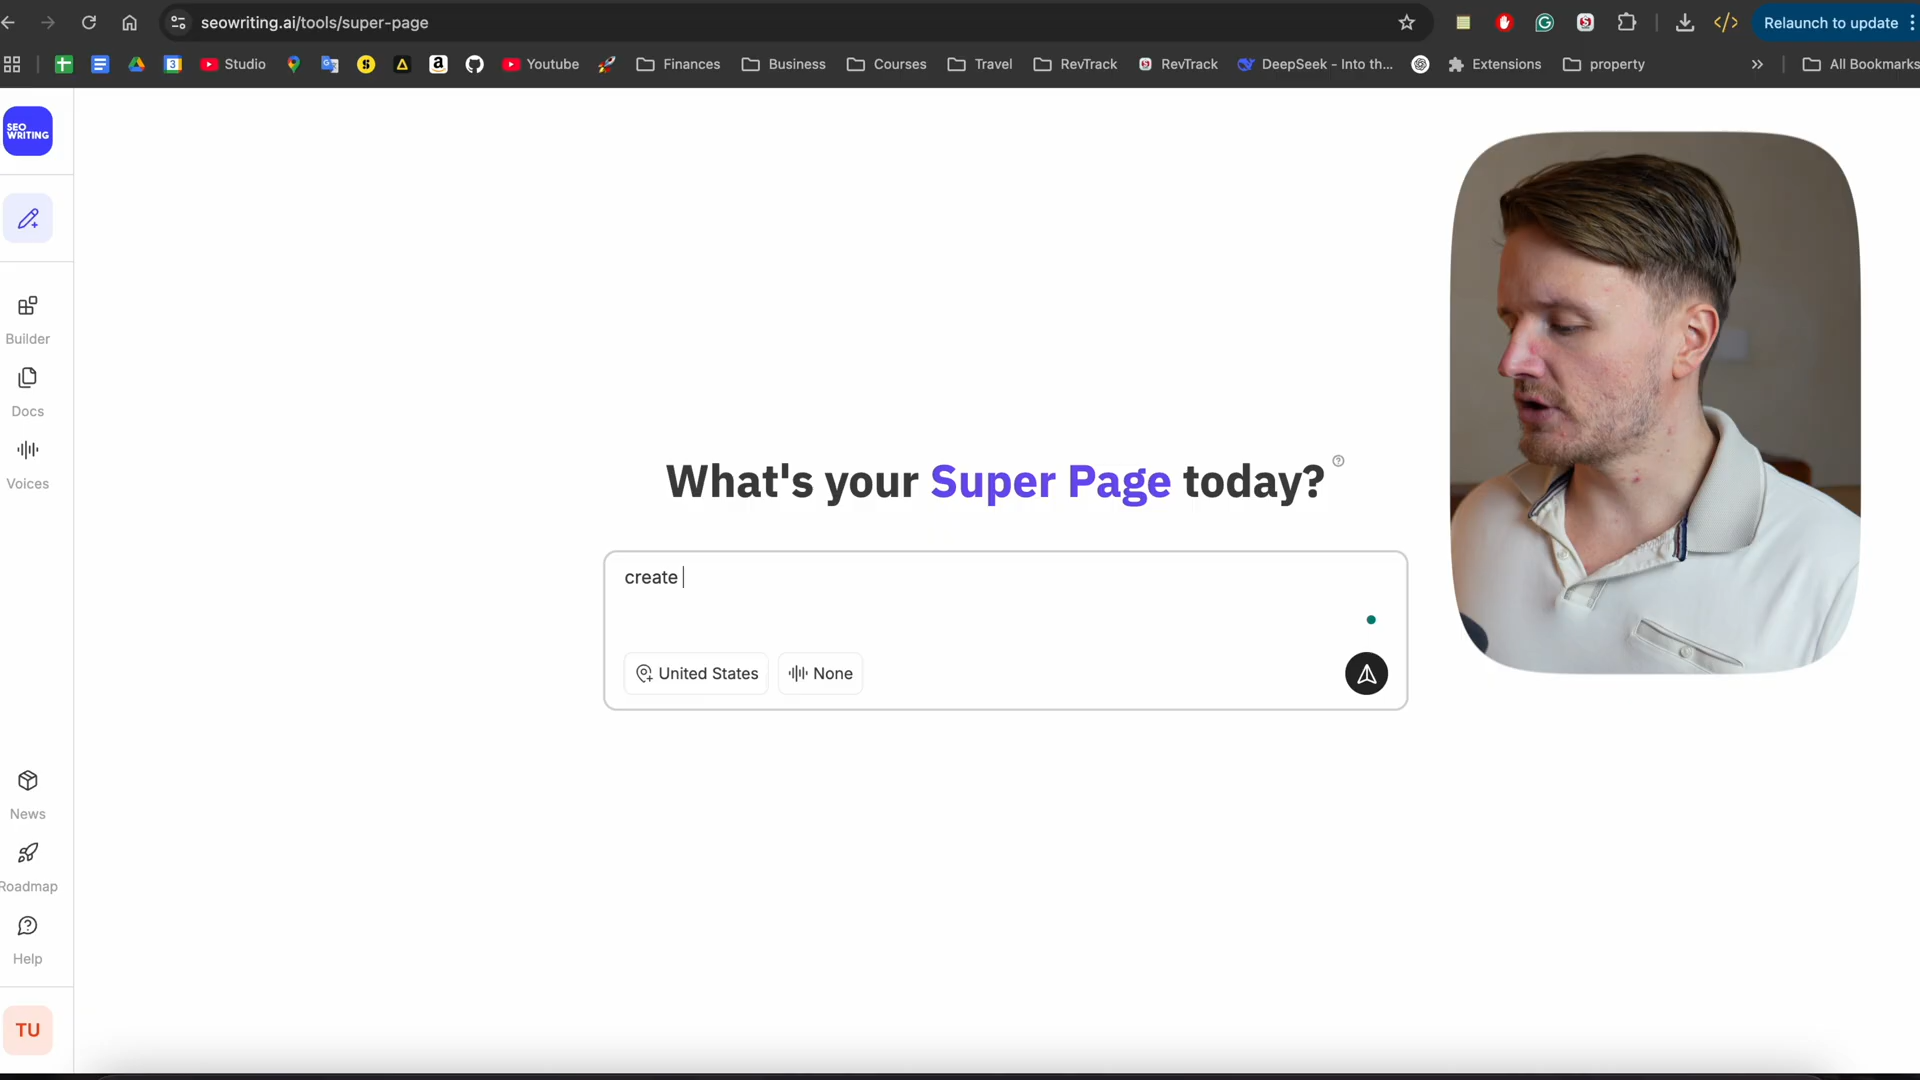 seowriting.ai/tools/super-page
Relaunch to update
Studio
Youtube
Finances
Business
Courses
Travel
RevTrack
RevTrack
DeepSeek - Into th...
Extensions
property
All Bookmarks
SEO
WRITING
Builder
Docs
Voices
News
Roadmap
Help
TU
What's your Super Page today?
create
United States
None